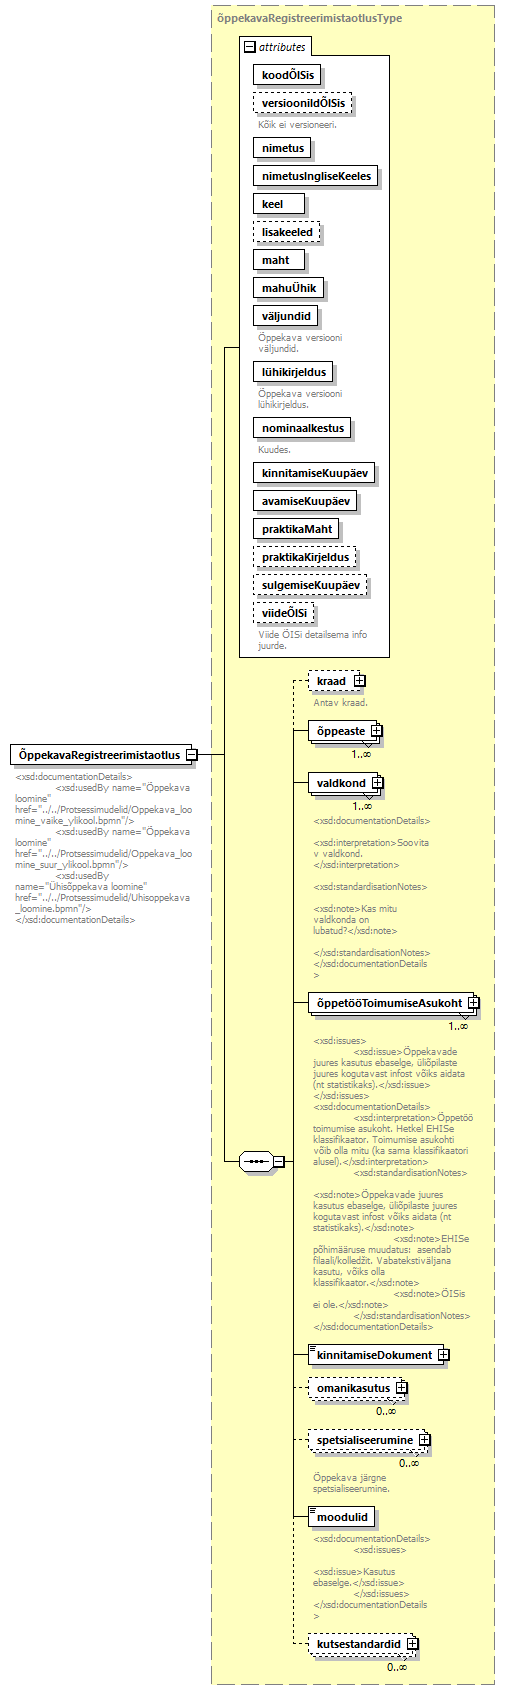 õppekavaRegistreerimistaotlusType
attributes
koodÕISis
versiooniIdÕISis
Kõik ei versioneeri.
nimetus
nimetusIngliseKeeles
keel
lisakeeled
maht
mahuÜhik
väljundid
Õppekava versiooni
väljundid.
lühikirjeldus
Õppekava versiooni
lühikirjeldus.
nominaalkestus
Kuudes.
kinnitamiseKuupäev
avamiseKuupäev
praktikaMaht
praktikaKirjeldus
sulgemiseKuupäev
viideÕISi
Viide ÕISi detailsema info
juurde.
ÕppekavaRegistreerimistaotlus
<xsd:documentationDetails>
<xsd:usedBy name="Õppekava
loomine"
href="../../Protsessimudelid/Oppekava_loo
mine_vaike_ylikool.bpmn"/>
<xsd:usedBy name="Õppekava
loomine"
href="../../Protsessimudelid/Oppekava_loo
mine_suur_ylikool.bpmn"/>
<xsd:usedBy
name="Ühisõppekava loomine"
href="../../Protsessimudelid/Uhisoppekava
_loomine.bpmn"/>
</xsd:documentationDetails>
kraad
Antav kraad.
õppeaste
1..∞
valdkond
1..∞
<xsd:documentationDetails>
<xsd:interpretation>Soovita
v valdkond.
</xsd:interpretation>
<xsd:standardisationNotes>
<xsd:note>Kas mitu
valdkonda on
lubatud?</xsd:note>
</xsd:standardisationNotes>
</xsd:documentationDetails
>
õppetööToimumiseAsukoht
1..∞
<xsd:issues>
<xsd:issue>Õppekavade
juures kasutus ebaselge, üliõpilaste
juures kogutavast infost võiks aidata
(nt statistikaks).</xsd:issue>
</xsd:issues>
<xsd:documentationDetails>
<xsd:interpretation>Õppetöö
toimumise asukoht. Hetkel EHISe
klassifikaator. Toimumise asukohti
võib olla mitu (ka sama klassifikaatori
alusel).</xsd:interpretation>
<xsd:standardisationNotes>
<xsd:note>Õppekavade juures
kasutus ebaselge, üliõpilaste juures
kogutavast infost võiks aidata (nt
statistikaks).</xsd:note>
<xsd:note>EHISe
põhimääruse muudatus:  asendab
filiaali/kolledžit. Vabatekstiväljana
kasutu, võiks olla
klassifikaator.</xsd:note>
<xsd:note>ÕISis
ei ole.</xsd:note>
</xsd:standardisationNotes>
</xsd:documentationDetails>
kinnitamiseDokument
omanikasutus
0..∞
spetsialiseerumine
0..∞
Õppekava järgne
spetsialiseerumine.
moodulid
<xsd:documentationDetails>
<xsd:issues>
<xsd:issue>Kasutus
ebaselge.</xsd:issue>
</xsd:issues>
</xsd:documentationDetails
>
kutsestandardid
0..∞